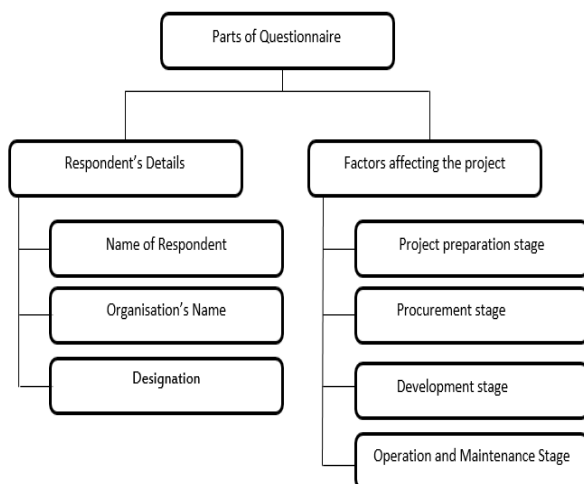 Parts of Questionnaire
Respondent's Details
Name of Respondent
Organisation's Name
Designation
Factors affecting the project
Project preparation stage
Procurement stage
Development stage
Operation and Maintenance Stage